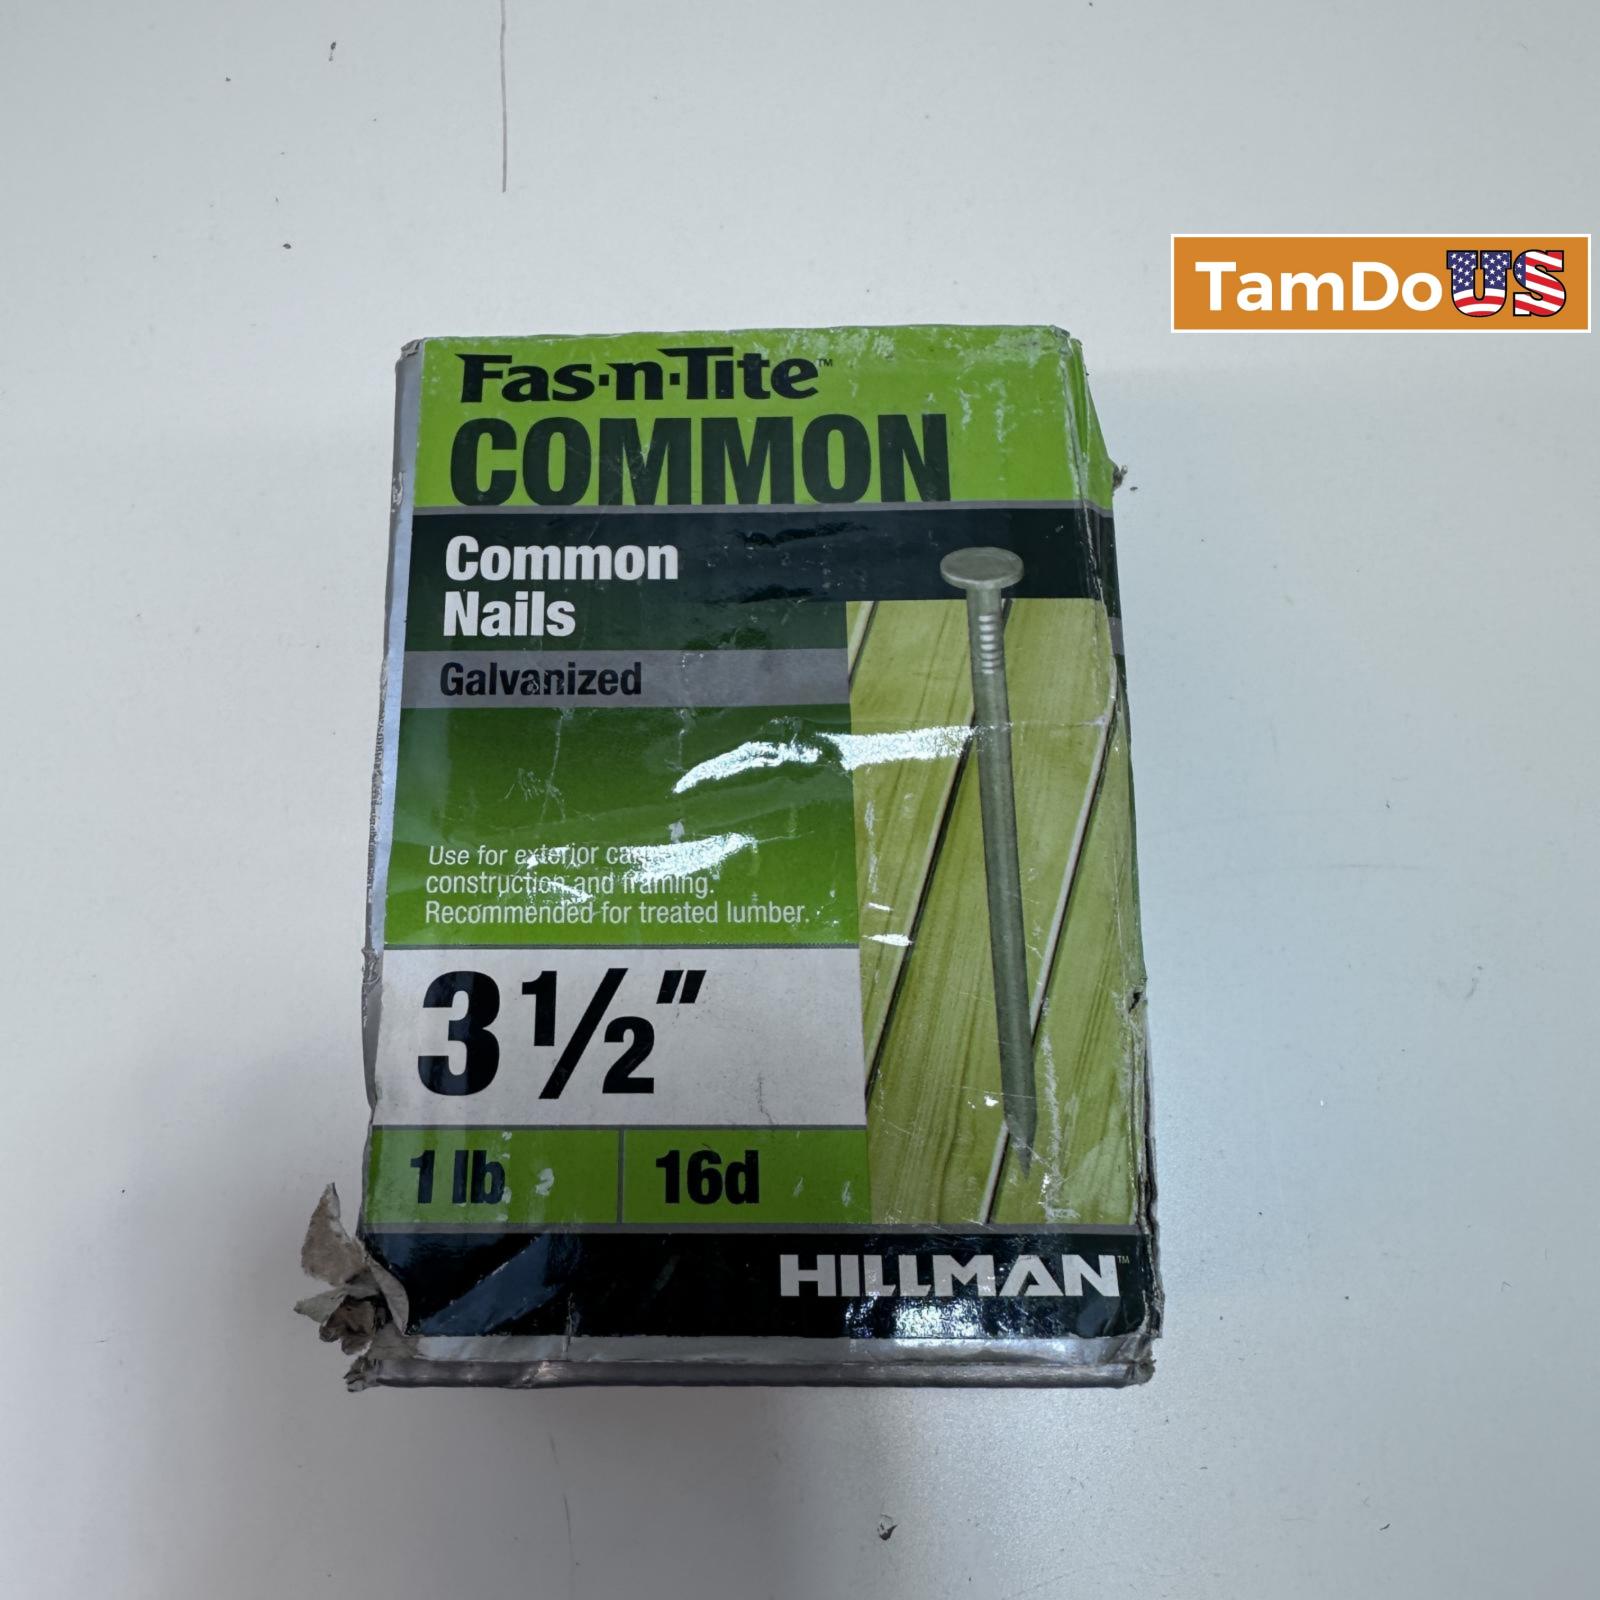 TamDoUS
Fas·n·Tite™
COMMON
Common
Nails
Galvanized
Use for exterior
construction and framing.
Recommended for treated lumber.
3 ½"
1 lb
16d
HILLMAN™